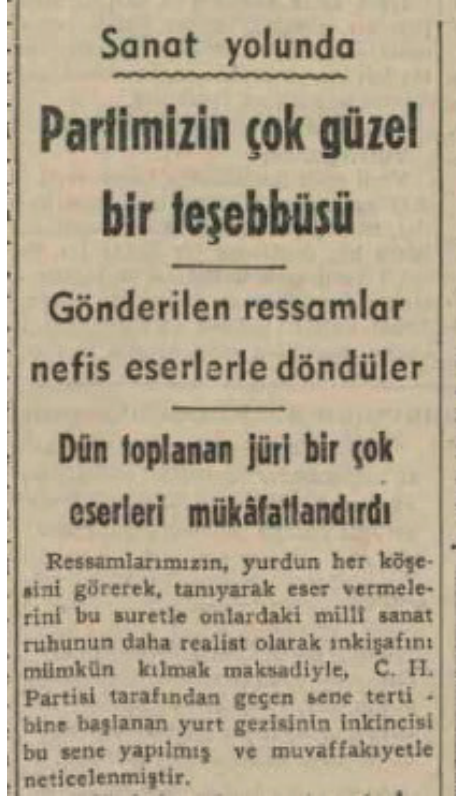 Sanat yolunda
Partimizin çok güzel
bir teşebbüsü
Gönderilen ressamlar
nefis eserlerle döndüler
Dün toplanan jüri bir çok
eserleri mükâfatlandırdı
Ressamlarımızın, yurdun her köşe-
sini görerek, tanıyarak eser vermele-
rini bu suretle onlardaki millî sanat
ruhunun daha realist olarak inkişafını
mümkün kılmak maksadiyle, C. H.
Partisi tarafından geçen sene terti -
bine başlanan yurt gezisinin inkincisi
bu sene yapılmış ve muvaffakıyetle
neticelenmiştir.